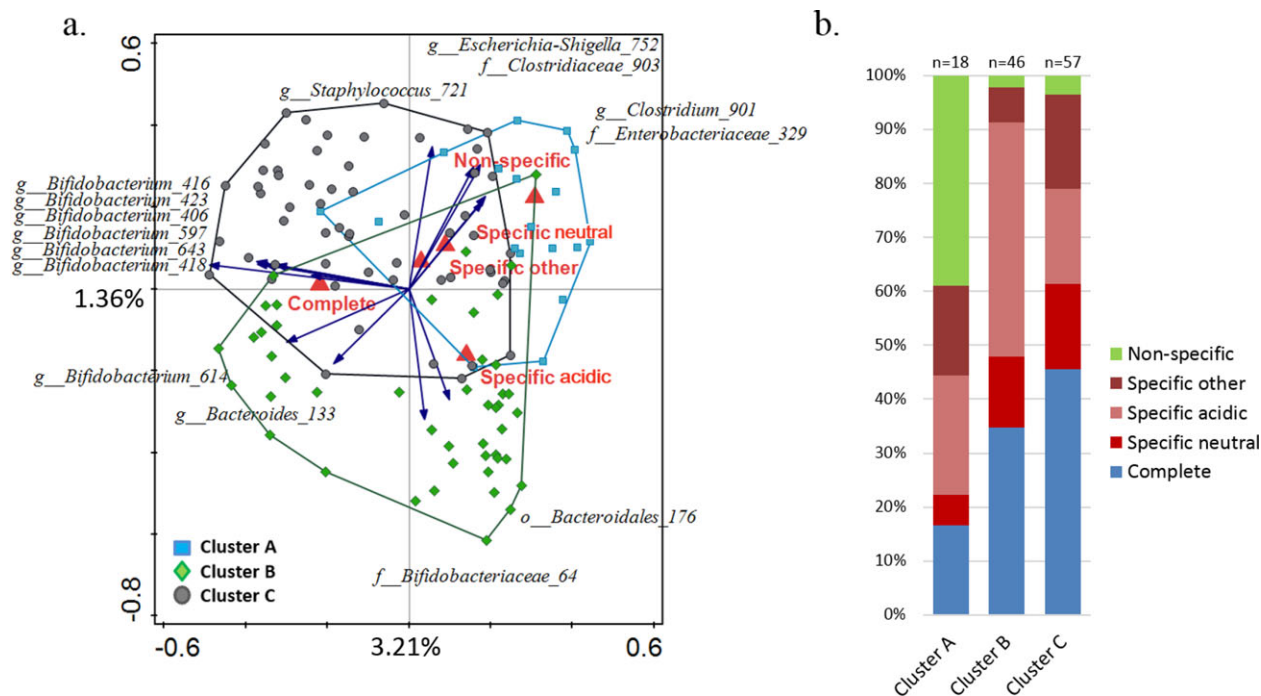 a.
0.6
g__Escherichia-Shigella_752
f__Clostridiaceae_903
g__Staphylococcus_721
g__Clostridium_901
f__Enterobacteriaceae_329
Non-specific
g__Bifidobacterium_416
g__Bifidobacterium_423
g__Bifidobacterium_406
g__Bifidobacterium_597
g__Bifidobacterium_643
g__Bifidobacterium_418
Specific neutral
Specific other
1.36%
Complete
Specific acidic
g__Bifidobacterium_614
g__Bacteroides_133
o__Bacteroidales_176
f__Bifidobacteriaceae_64
Cluster A
Cluster B
Cluster C
-0.8
-0.6
3.21%
0.6
b.
n=18 n=46 n=57
100%
90%
80%
70%
60%
50%
40%
30%
20%
10%
0%
Cluster A
Cluster B
Cluster C
Non-specific
Specific other
Specific acidic
Specific neutral
Complete